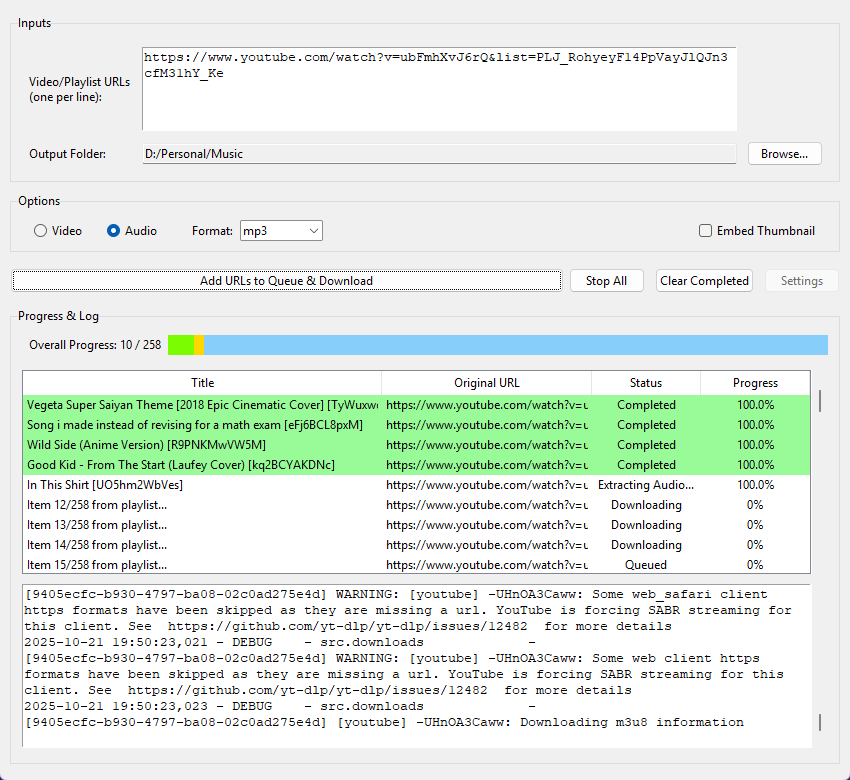 Inputs
Video/Playlist URLs
(one per line):
https://www.youtube.com/watch?v=ubFmhXvJ6rQ&list=PLJ_RohyeyF14PpVayJlQJn3
cfM31hY_Ke
Output Folder: D:/Personal/Music Browse...
Options
Video Audio Format: mp3 Embed Thumbnail
Add URLs to Queue & Download Stop All Clear Completed Settings
Progress & Log
Overall Progress: 10 / 258
Title Original URL Status Progress
Vegeta Super Saiyan Theme [2018 Epic Cinematic Cover] [TyWuxw https://www.youtube.com/watch?v=u Completed 100.0%
Song i made instead of revising for a math exam [eFj6BCL8pxM] https://www.youtube.com/watch?v=u Completed 100.0%
Wild Side (Anime Version) [R9PNKMwVW5M] https://www.youtube.com/watch?v=u Completed 100.0%
Good Kid - From The Start (Laufey Cover) [kq2BCYAKDNc] https://www.youtube.com/watch?v=u Completed 100.0%
In This Shirt [UO5hm2WbVes] https://www.youtube.com/watch?v=u Extracting Audio... 100.0%
Item 12/258 from playlist... https://www.youtube.com/watch?v=u Downloading 0%
Item 13/258 from playlist... https://www.youtube.com/watch?v=u Downloading 0%
Item 14/258 from playlist... https://www.youtube.com/watch?v=u Downloading 0%
Item 15/258 from playlist... https://www.youtube.com/watch?v=u Queued 0%
[9405ecfc-b930-4797-ba08-02c0ad275e4d] WARNING: [youtube] -UHnOA3Caww: Some web_safari client
https formats have been skipped as they are missing a url. YouTube is forcing SABR streaming for
this client. See  https://github.com/yt-dlp/yt-dlp/issues/12482  for more details
2025-10-21 19:50:23,021 - DEBUG    - src.downloads             -
[9405ecfc-b930-4797-ba08-02c0ad275e4d] WARNING: [youtube] -UHnOA3Caww: Some web client https
formats have been skipped as they are missing a url. YouTube is forcing SABR streaming for this
client. See  https://github.com/yt-dlp/yt-dlp/issues/12482  for more details
2025-10-21 19:50:23,023 - DEBUG    - src.downloads             -
[9405ecfc-b930-4797-ba08-02c0ad275e4d] [youtube] -UHnOA3Caww: Downloading m3u8 information